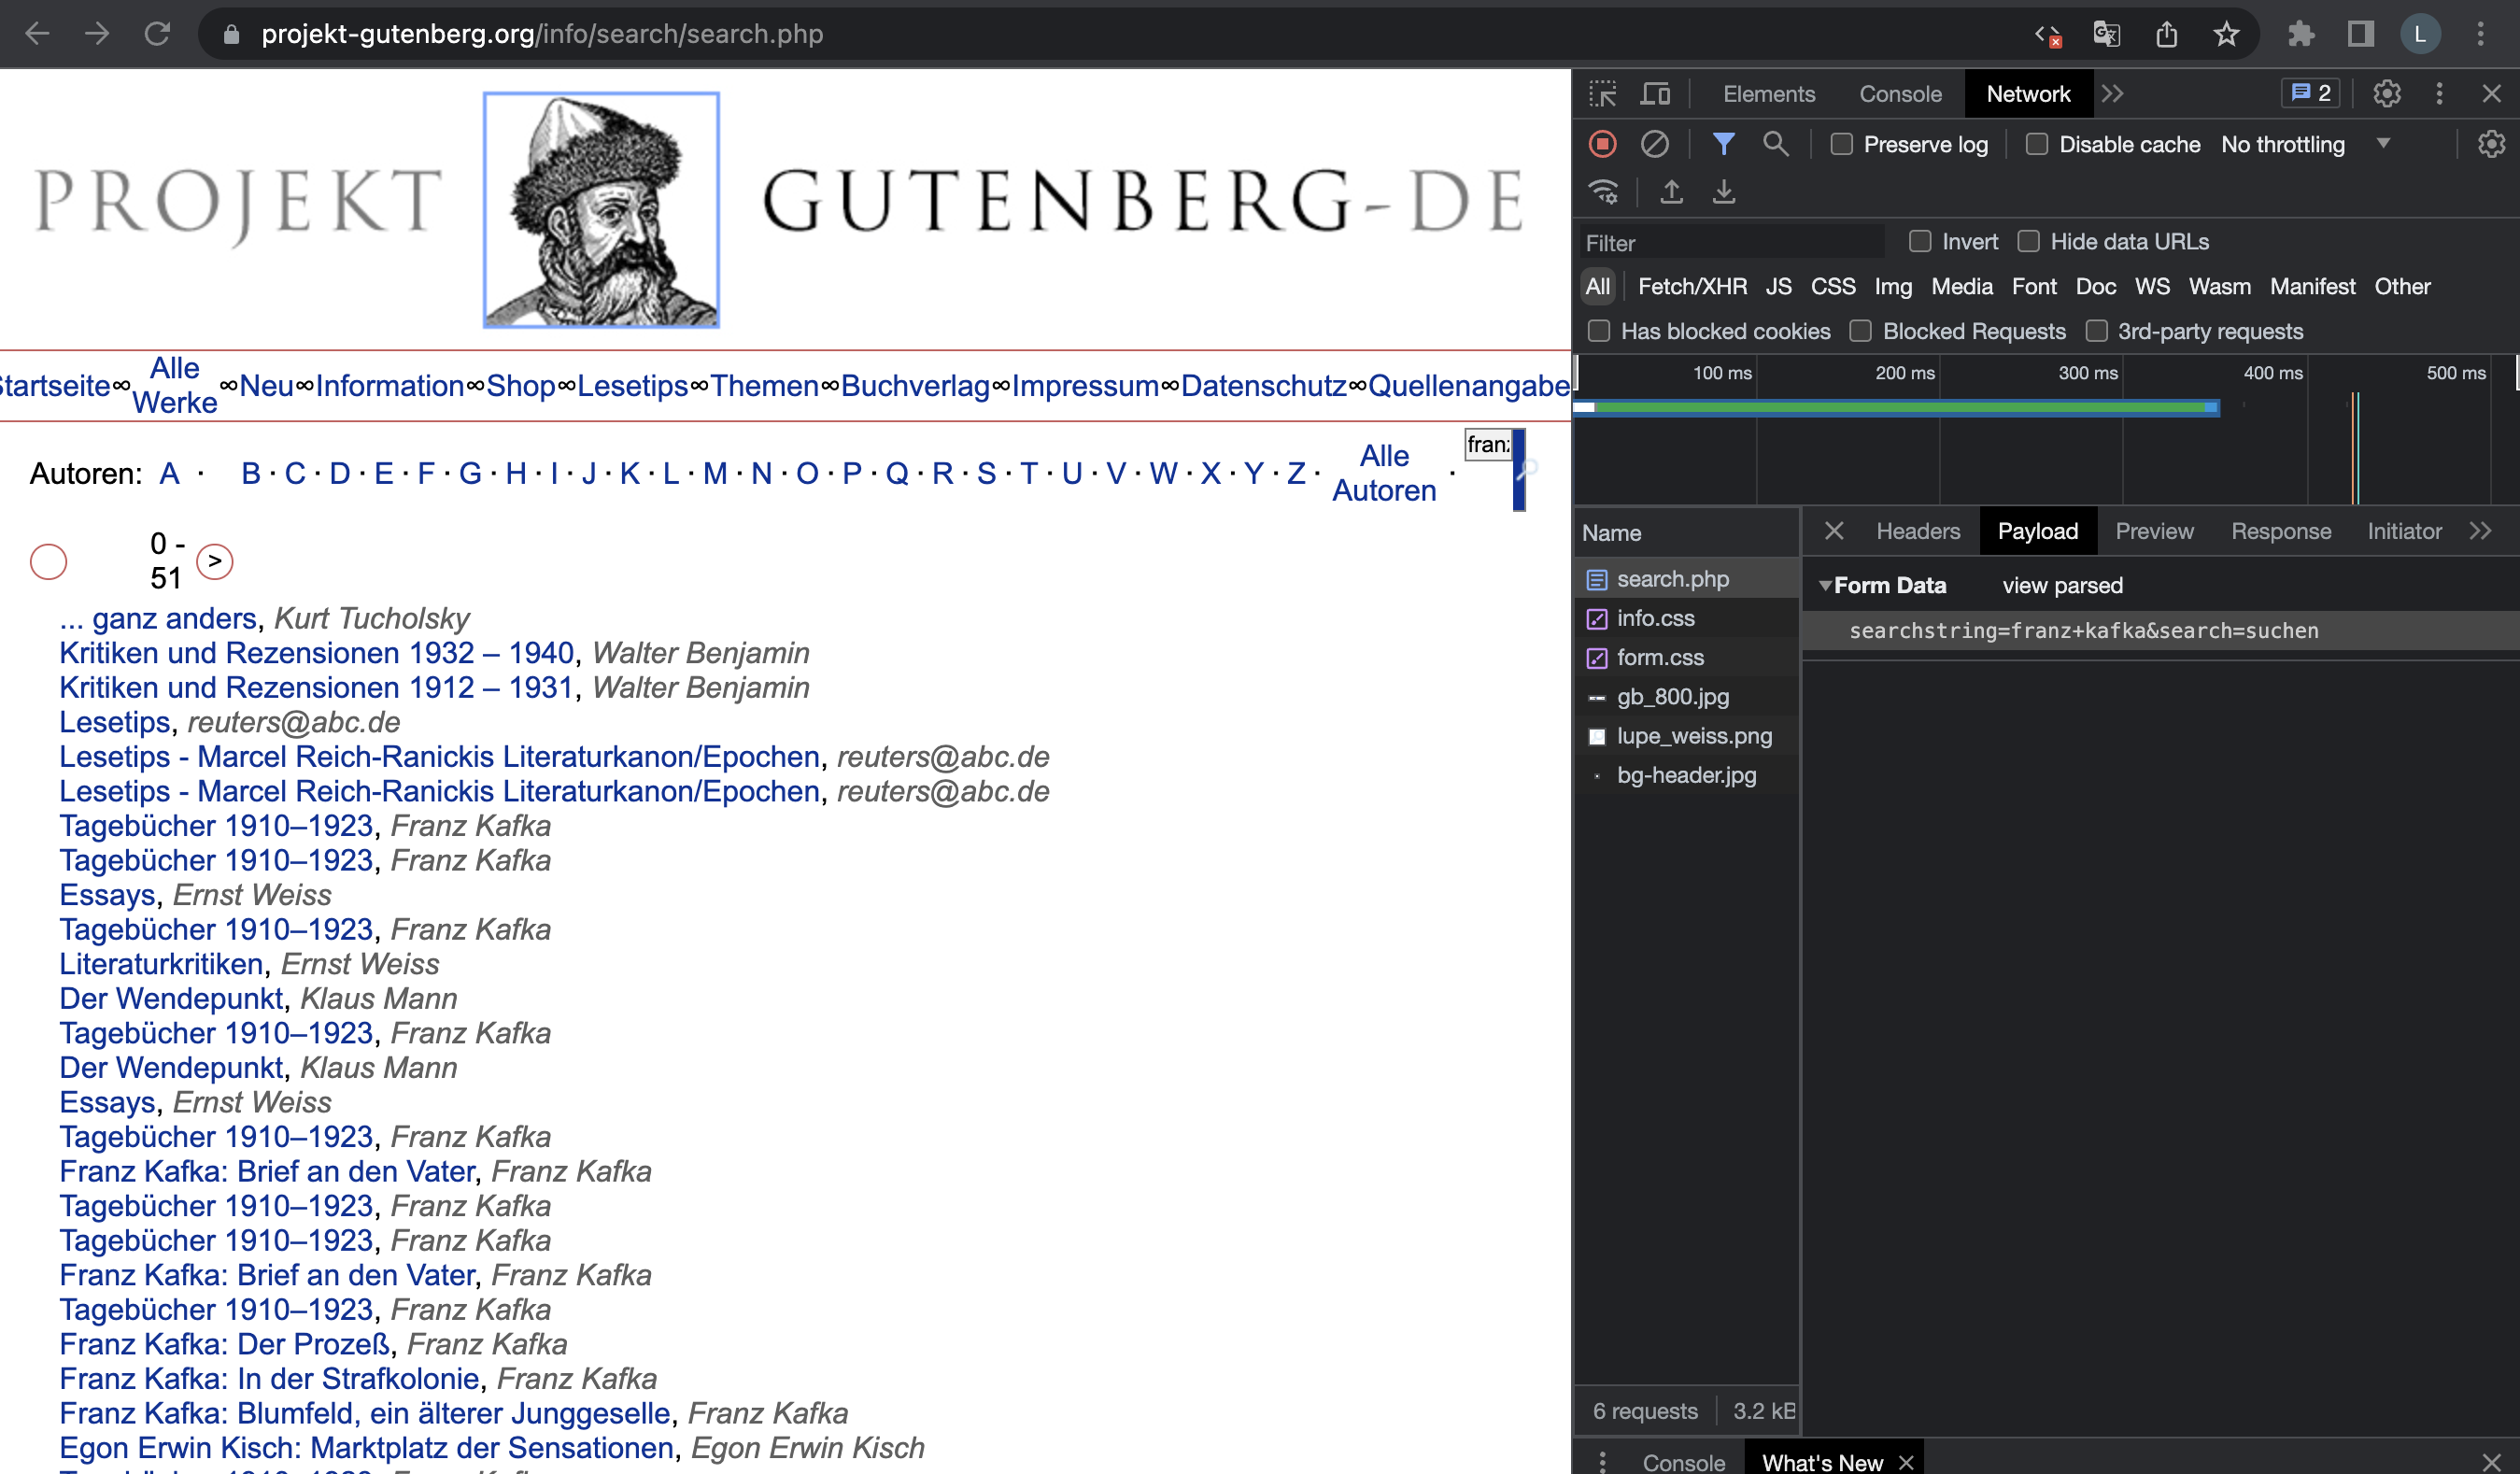 projekt-gutenberg.org/info/search/search.php
L
PROJEKT GUTENBERG-DE
Startseite∞Alle Werke∞Neu∞Information∞Shop∞Lesetips∞Themen∞Buchverlag∞Impressum∞Datenschutz∞Quellenangabe
Autoren: A · B · C · D · E · F · G · H · I · J · K · L · M · N · O · P · Q · R · S · T · U · V · W · X · Y · Z · Alle Autoren · franz
0 - 51 >
... ganz anders, Kurt Tucholsky
Kritiken und Rezensionen 1932 – 1940, Walter Benjamin
Kritiken und Rezensionen 1912 – 1931, Walter Benjamin
Lesetips, reuters@abc.de
Lesetips - Marcel Reich-Ranickis Literaturkanon/Epochen, reuters@abc.de
Lesetips - Marcel Reich-Ranickis Literaturkanon/Epochen, reuters@abc.de
Tagebücher 1910–1923, Franz Kafka
Tagebücher 1910–1923, Franz Kafka
Essays, Ernst Weiss
Tagebücher 1910–1923, Franz Kafka
Literaturkritiken, Ernst Weiss
Der Wendepunkt, Klaus Mann
Tagebücher 1910–1923, Franz Kafka
Der Wendepunkt, Klaus Mann
Essays, Ernst Weiss
Tagebücher 1910–1923, Franz Kafka
Franz Kafka: Brief an den Vater, Franz Kafka
Tagebücher 1910–1923, Franz Kafka
Tagebücher 1910–1923, Franz Kafka
Franz Kafka: Brief an den Vater, Franz Kafka
Tagebücher 1910–1923, Franz Kafka
Franz Kafka: Der Prozeß, Franz Kafka
Franz Kafka: In der Strafkolonie, Franz Kafka
Franz Kafka: Blumfeld, ein älterer Junggeselle, Franz Kafka
Egon Erwin Kisch: Marktplatz der Sensationen, Egon Erwin Kisch
Elements Console Network 2
Preserve log Disable cache No throttling
Filter Invert Hide data URLs
All Fetch/XHR JS CSS Img Media Font Doc WS Wasm Manifest Other
Has blocked cookies Blocked Requests 3rd-party requests
100 ms 200 ms 300 ms 400 ms 500 ms
Name
search.php
info.css
form.css
gb_800.jpg
lupe_weiss.png
bg-header.jpg
6 requests 3.2 kB
Headers Payload Preview Response Initiator
Form Data view parsed
searchstring=franz+kafka&search=suchen
Console What's New